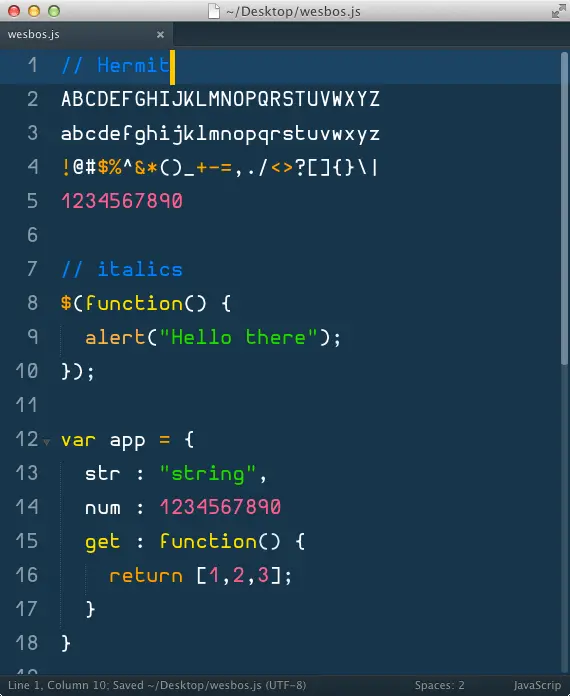 ~/Desktop/wesbos.js
wesbos.js ×
1 // Hermit
2 ABCDEFGHIJKLMNOPQRSTUVWXYZ
3 abcdefghijklmnopqrstuvwxyz
4 !@#$%^&*()_+-=,./<>?[]{}\|
5 1234567890
6
7 // italics
8 $(function() {
9   alert("Hello there");
10 });
11
12 var app = {
13   str : "string",
14   num : 1234567890
15   get : function() {
16     return [1,2,3];
17   }
18 }
Line 1, Column 10; Saved ~/Desktop/wesbos.js (UTF-8) Spaces: 2 JavaScript